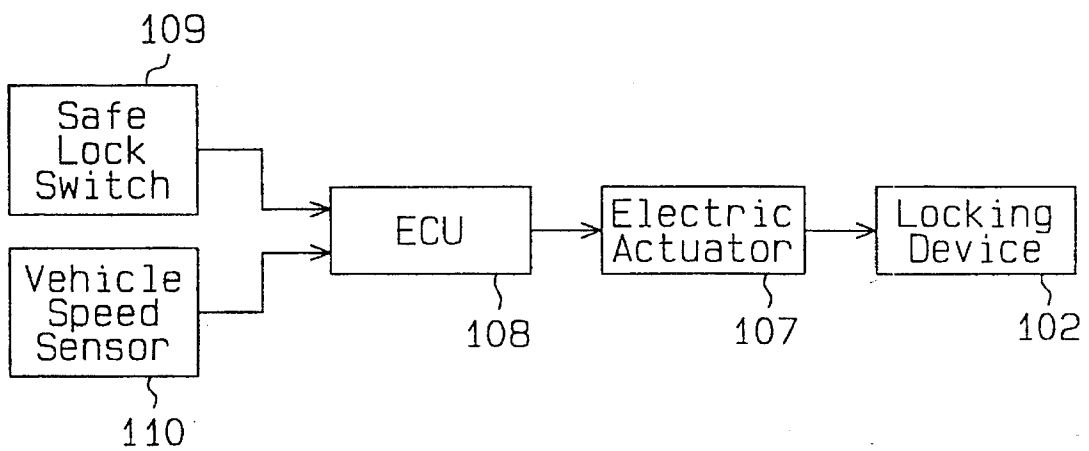 109
Safe
Lock
Switch
Vehicle
Speed
Sensor
110
ECU
108
Electric
Actuator
107
Locking
Device
102